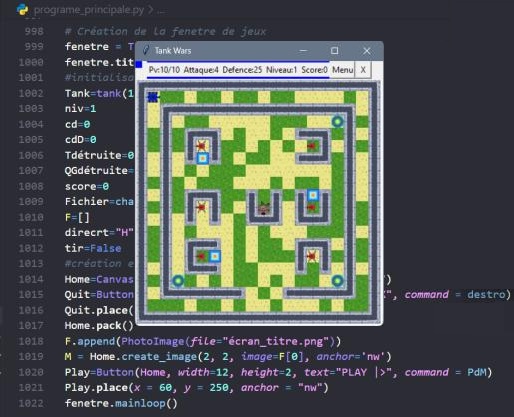 programe_principale.py > ...
998 # Création de la fenetre de jeux
999 fenetre = T
1000 fenetre.tit
1001 #initialisa
1002 Tank=tank(1
1003 niv=1
1004 cd=0
1005 cdD=0
1006 Tdétruite=0
1007 QGdétruite=
1008 score=0
1009 Fichier=cha
1010 F=[]
1011 direcrt="H"
1012 tir=False
1013 #création e
1014 Home=Canvas
1015 Quit=Button
", command = destro)
1016 Quit.place(
1017 Home.pack()
1018 F.append(PhotoImage(file="écran_titre.png"))
1019 M = Home.create_image(2, 2, image=F[0], anchor='nw')
1020 Play=Button(Home, width=12, height=2, text="PLAY |>", command = PdM)
1021 Play.place(x = 60, y = 250, anchor = "nw")
1022 fenetre.mainloop()
Tank Wars
Pv:10/10 Attaque:4 Defence:25 Niveau:1 Score:0 Menu X